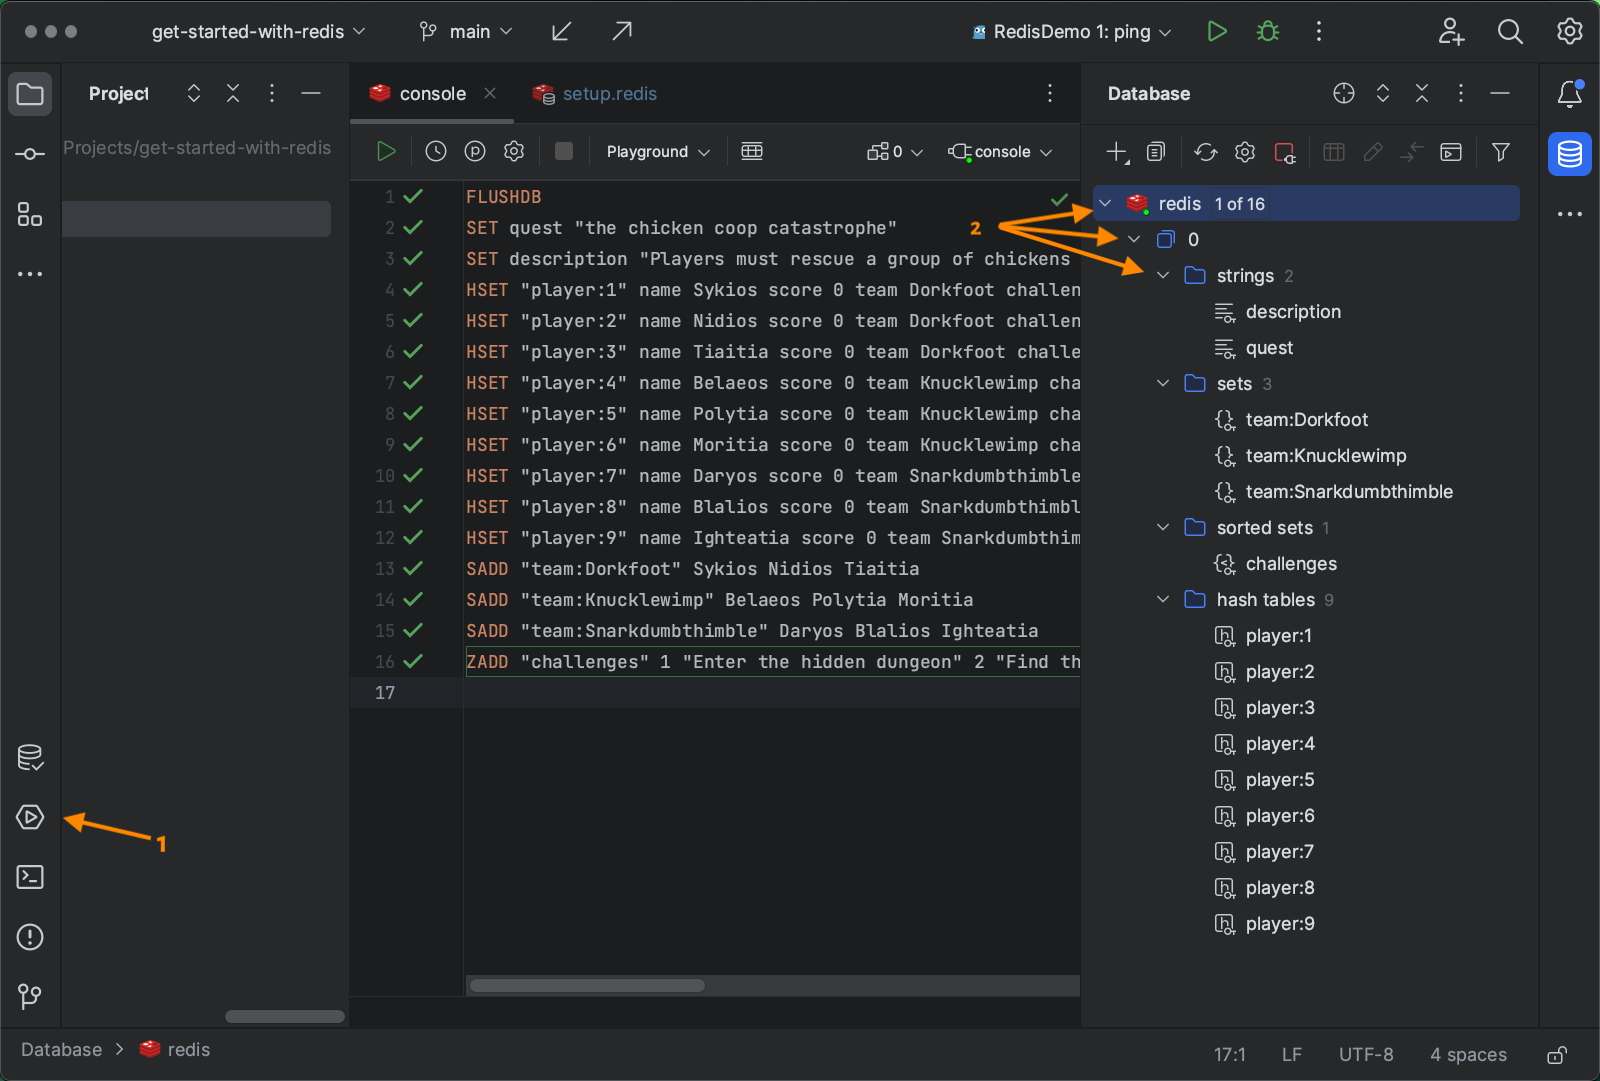 get-started-with-redis
main
RedisDemo 1: ping
Project
Projects/get-started-with-redis
console
setup.redis
Playground
0
console
1 FLUSHDB
2 SET quest "the chicken coop catastrophe"
3 SET description "Players must rescue a group of chickens
4 HSET "player:1" name Sykios score 0 team Dorkfoot challen
5 HSET "player:2" name Nidios score 0 team Dorkfoot challen
6 HSET "player:3" name Tiaitia score 0 team Dorkfoot challe
7 HSET "player:4" name Belaeos score 0 team Knucklewimp cha
8 HSET "player:5" name Polytia score 0 team Knucklewimp cha
9 HSET "player:6" name Moritia score 0 team Knucklewimp cha
10 HSET "player:7" name Daryos score 0 team Snarkdumbthimble
11 HSET "player:8" name Blalios score 0 team Snarkdumbthimbl
12 HSET "player:9" name Ighteatia score 0 team Snarkdumbthim
13 SADD "team:Dorkfoot" Sykios Nidios Tiaitia
14 SADD "team:Knucklewimp" Belaeos Polytia Moritia
15 SADD "team:Snarkdumbthimble" Daryos Blalios Ighteatia
16 ZADD "challenges" 1 "Enter the hidden dungeon" 2 "Find th
17
1
2
Database
redis 1 of 16
0
strings 2
description
quest
sets 3
team:Dorkfoot
team:Knucklewimp
team:Snarkdumbthimble
sorted sets 1
challenges
hash tables 9
player:1
player:2
player:3
player:4
player:5
player:6
player:7
player:8
player:9
Database > redis
17:1 LF UTF-8 4 spaces